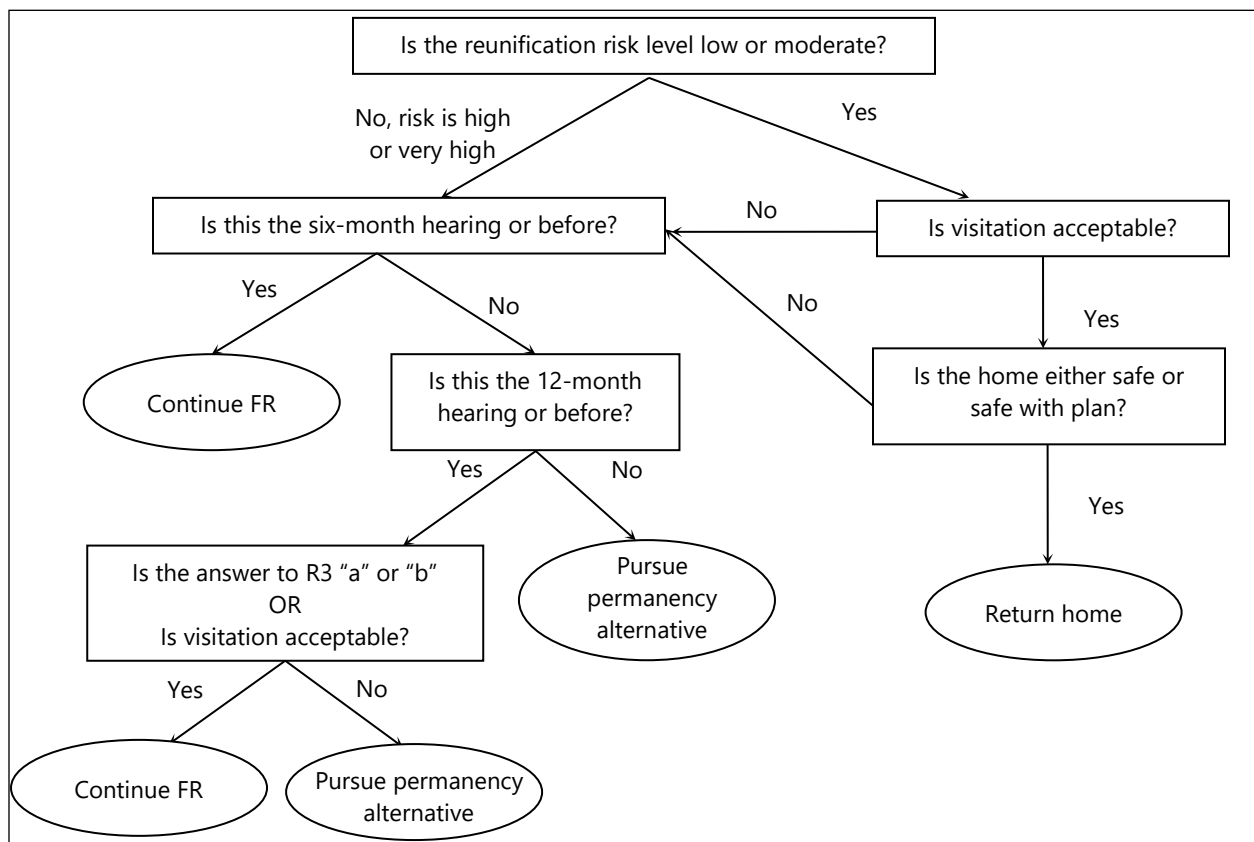 Is the reunification risk level low or moderate?
No, risk is high
or very high
Yes
Is this the six-month hearing or before?
No
Is visitation acceptable?
Yes
No
No
Yes
Continue FR
Is this the 12-month
hearing or before?
Is the home either safe or
safe with plan?
Yes
No
Yes
Is the answer to R3 “a” or “b”
OR
Is visitation acceptable?
Pursue
permanency
alternative
Return home
Yes
No
Continue FR
Pursue permanency
alternative